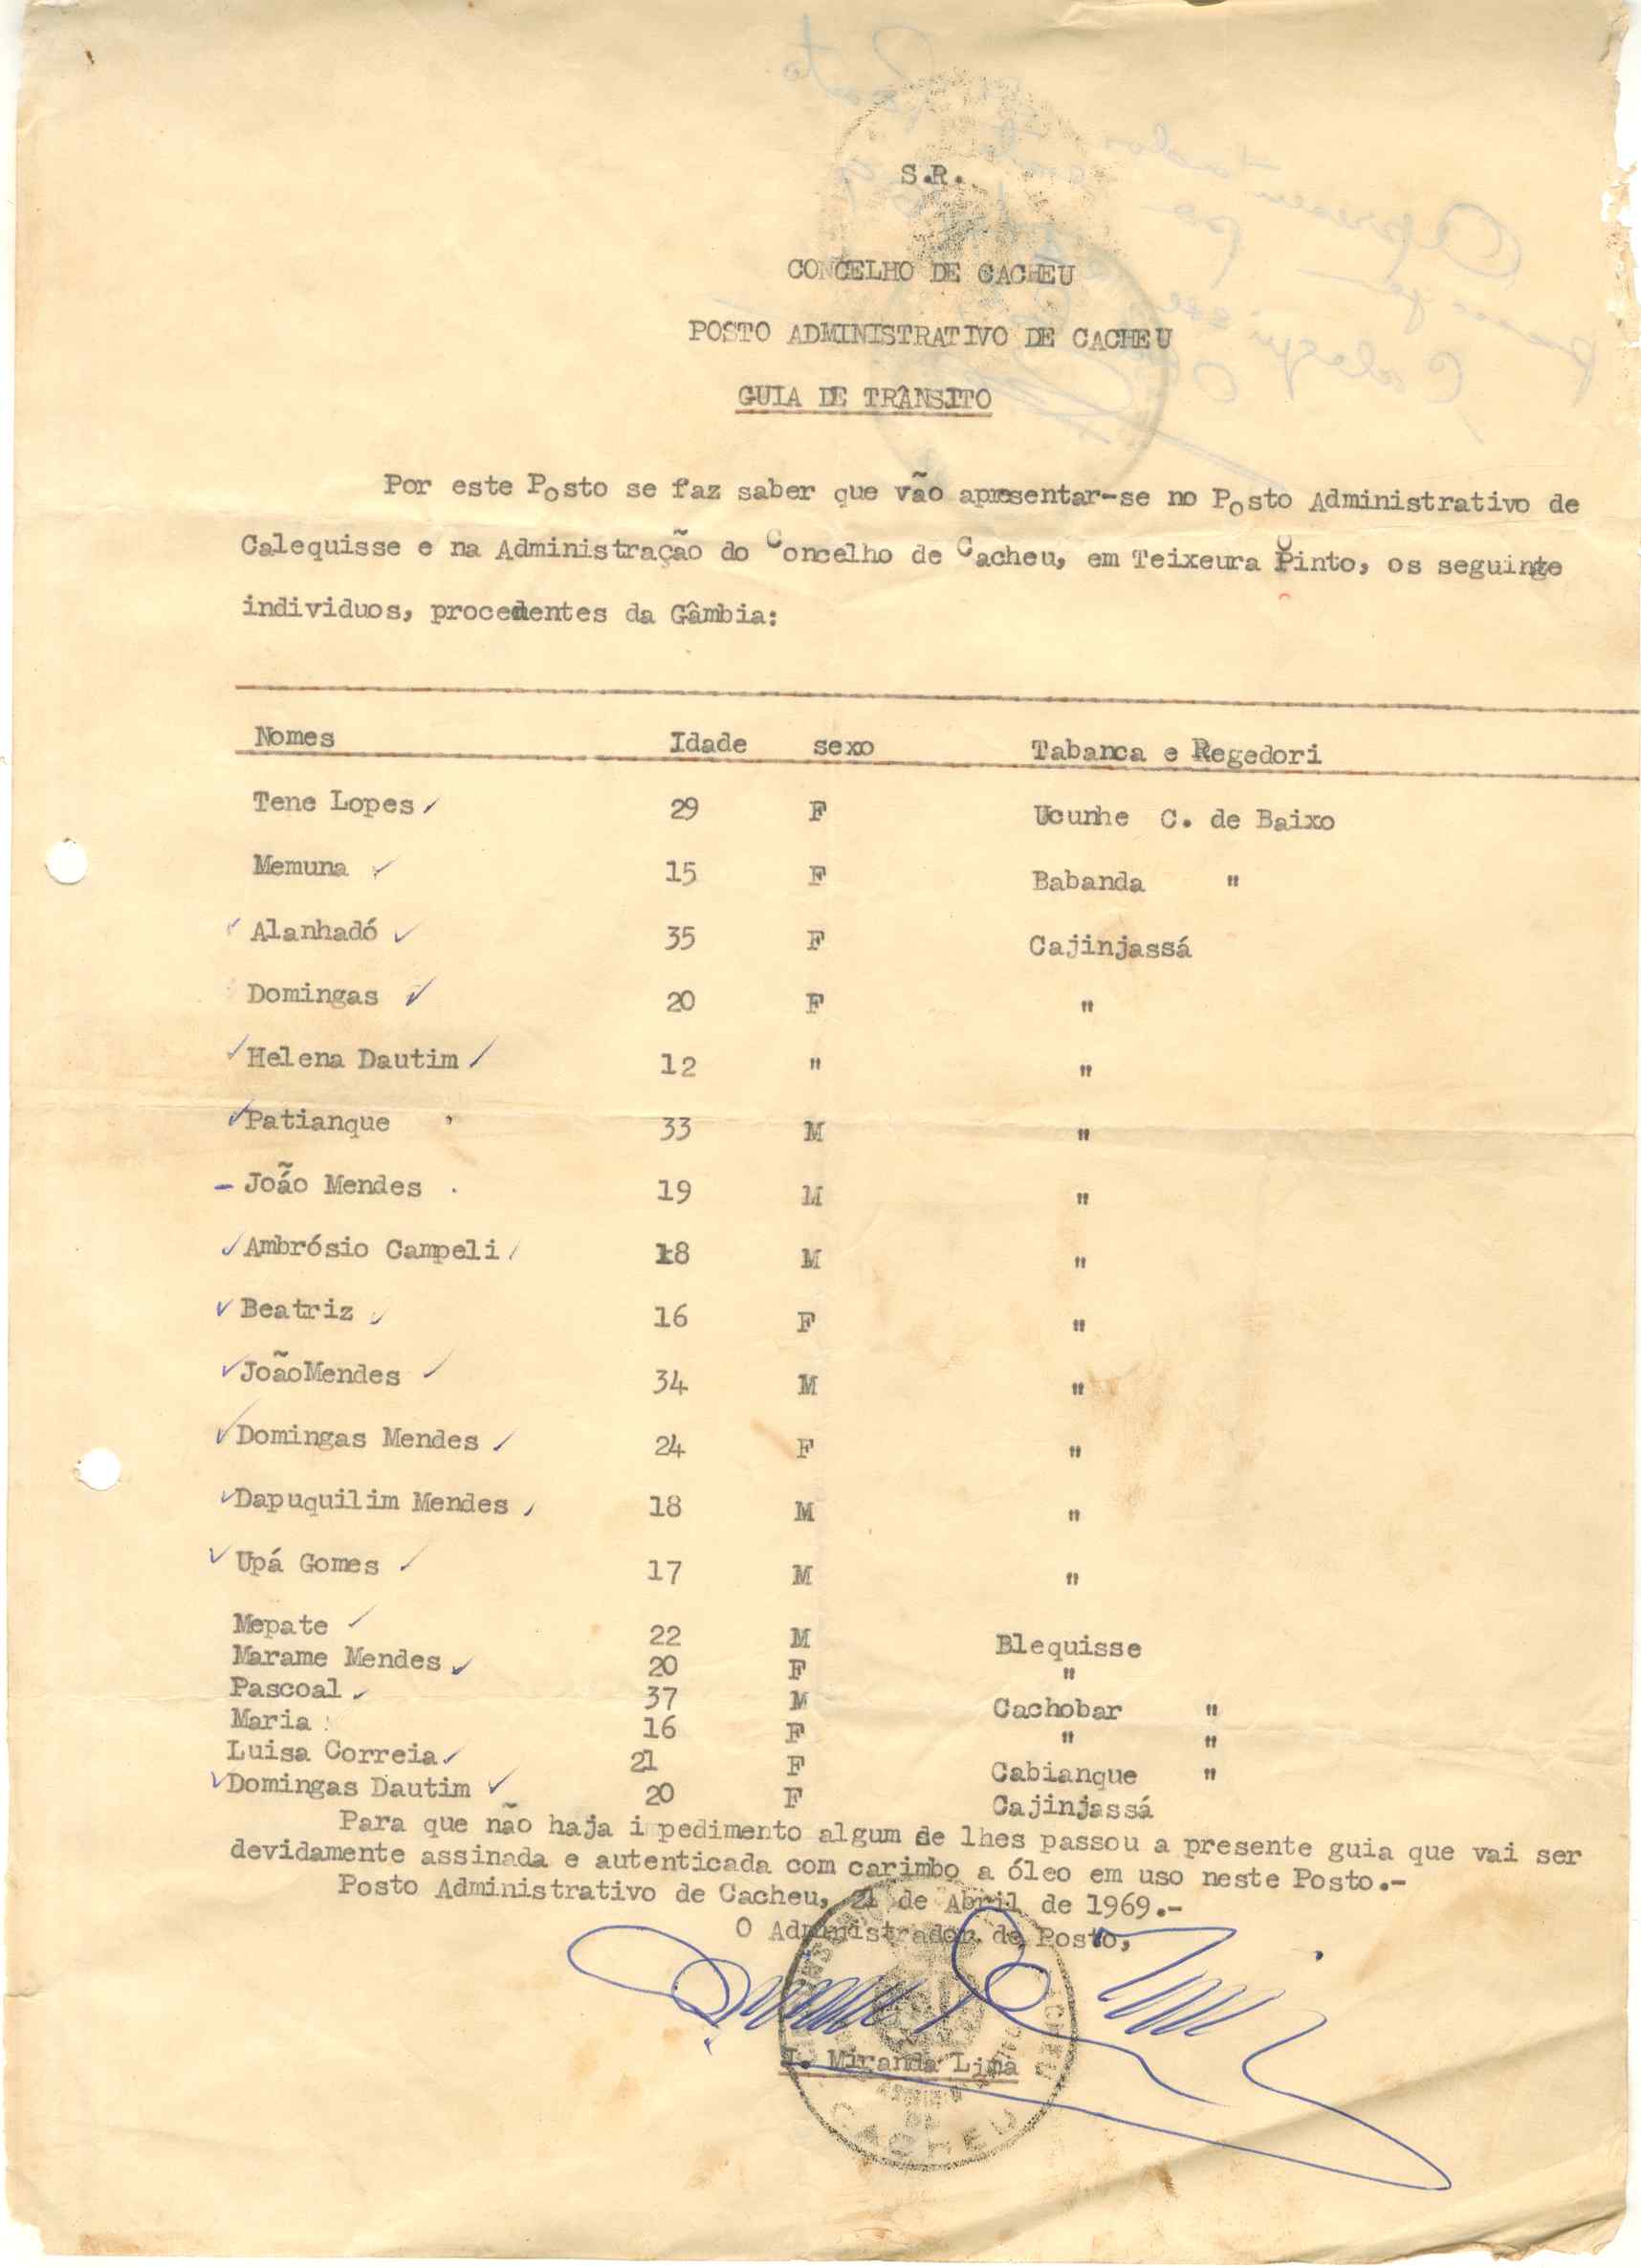 S.R.
CONCELHO DE CACHEU
POSTO ADMINISTRATIVO DE CACHEU
GUIA DE TRÂNSITO
Por este Posto se faz saber que vão apresentar-se no Posto Administrativo de
Calequisse e na Administração do Concelho de Cacheu, em Teixeura Pinto, os seguinte
individuos, procedentes da Gâmbia:
Nomes Idade sexo Tabanca e Regedori
Tene Lopes 29 F Ucunhe C. de Baixo
Memuna 15 F Babanda "
Alanhadó 35 F Cajinjassá
Domingas 20 F "
Helena Dautim 12 " "
Patianque 33 M "
João Mendes 19 M "
Ambrósio Campeli 18 M "
Beatriz 16 F "
JoãoMendes 34 M "
Domingas Mendes 24 F "
Dapuquilim Mendes 18 M "
Upá Gomes 17 M "
Mepate 22 M Blequisse
Marame Mendes 20 F "
Pascoal 37 M Cachobar "
Maria 16 F " "
Luisa Correia 21 F Cabianque "
Domingas Dautim 20 F Cajinjassá
Para que não haja i pedimento algum se lhes passou a presente guia que vai ser
devidamente assinada e autenticada com carimbo a óleo em uso neste Posto.-
Posto Administrativo de Cacheu, 21 de Abril de 1969.-
O Administrador de Posto,
I. Miranda Lima
CACHEU